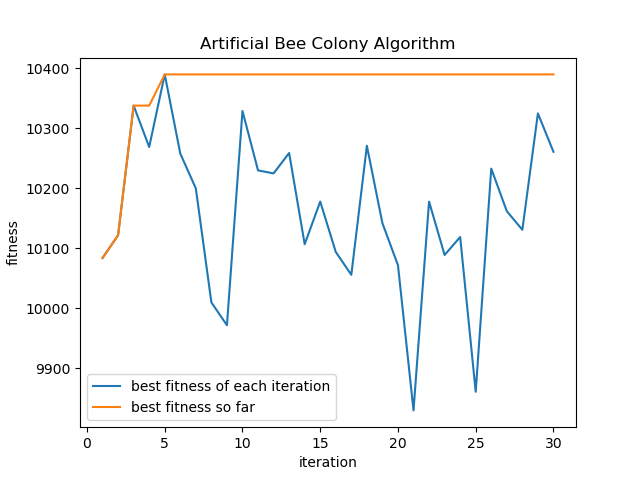 Artificial Bee Colony Algorithm
10400
10300
10200
10100
10000
9900
fitness
best fitness of each iteration
best fitness so far
0 5 10 15 20 25 30
iteration